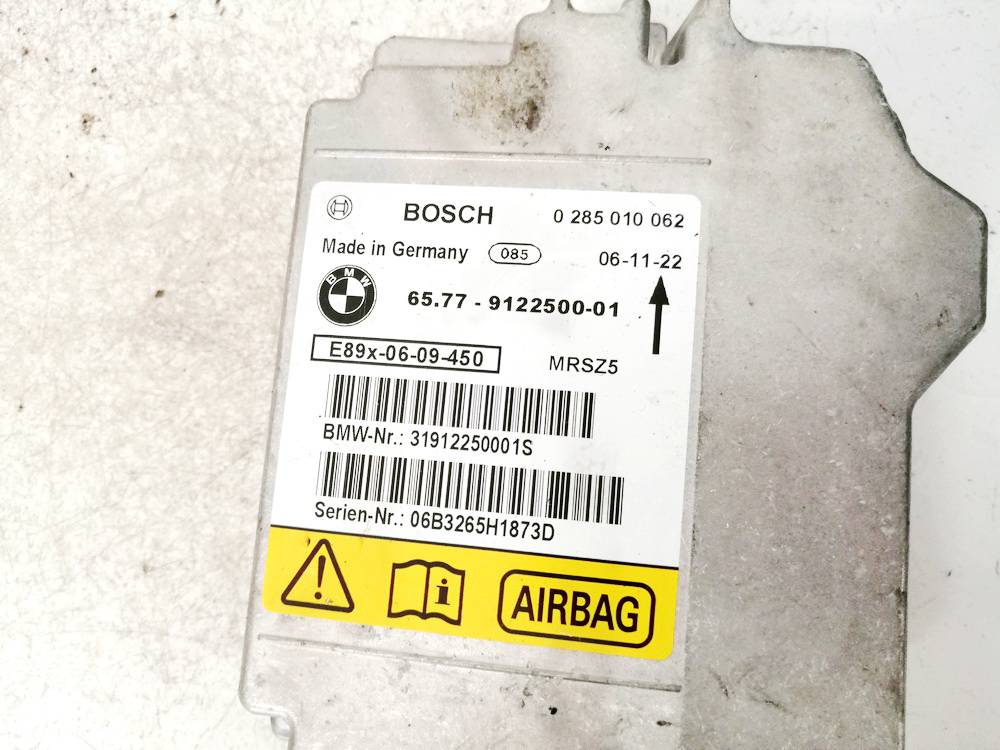 BOSCH 0 285 010 062
Made in Germany 085 06-11-22
BMW 65.77 - 9122500-01
E89x-06-09-450 MRSZ5
BMW-Nr.: 31912250001S
Serien-Nr.: 06B3265H1873D
! i AIRBAG